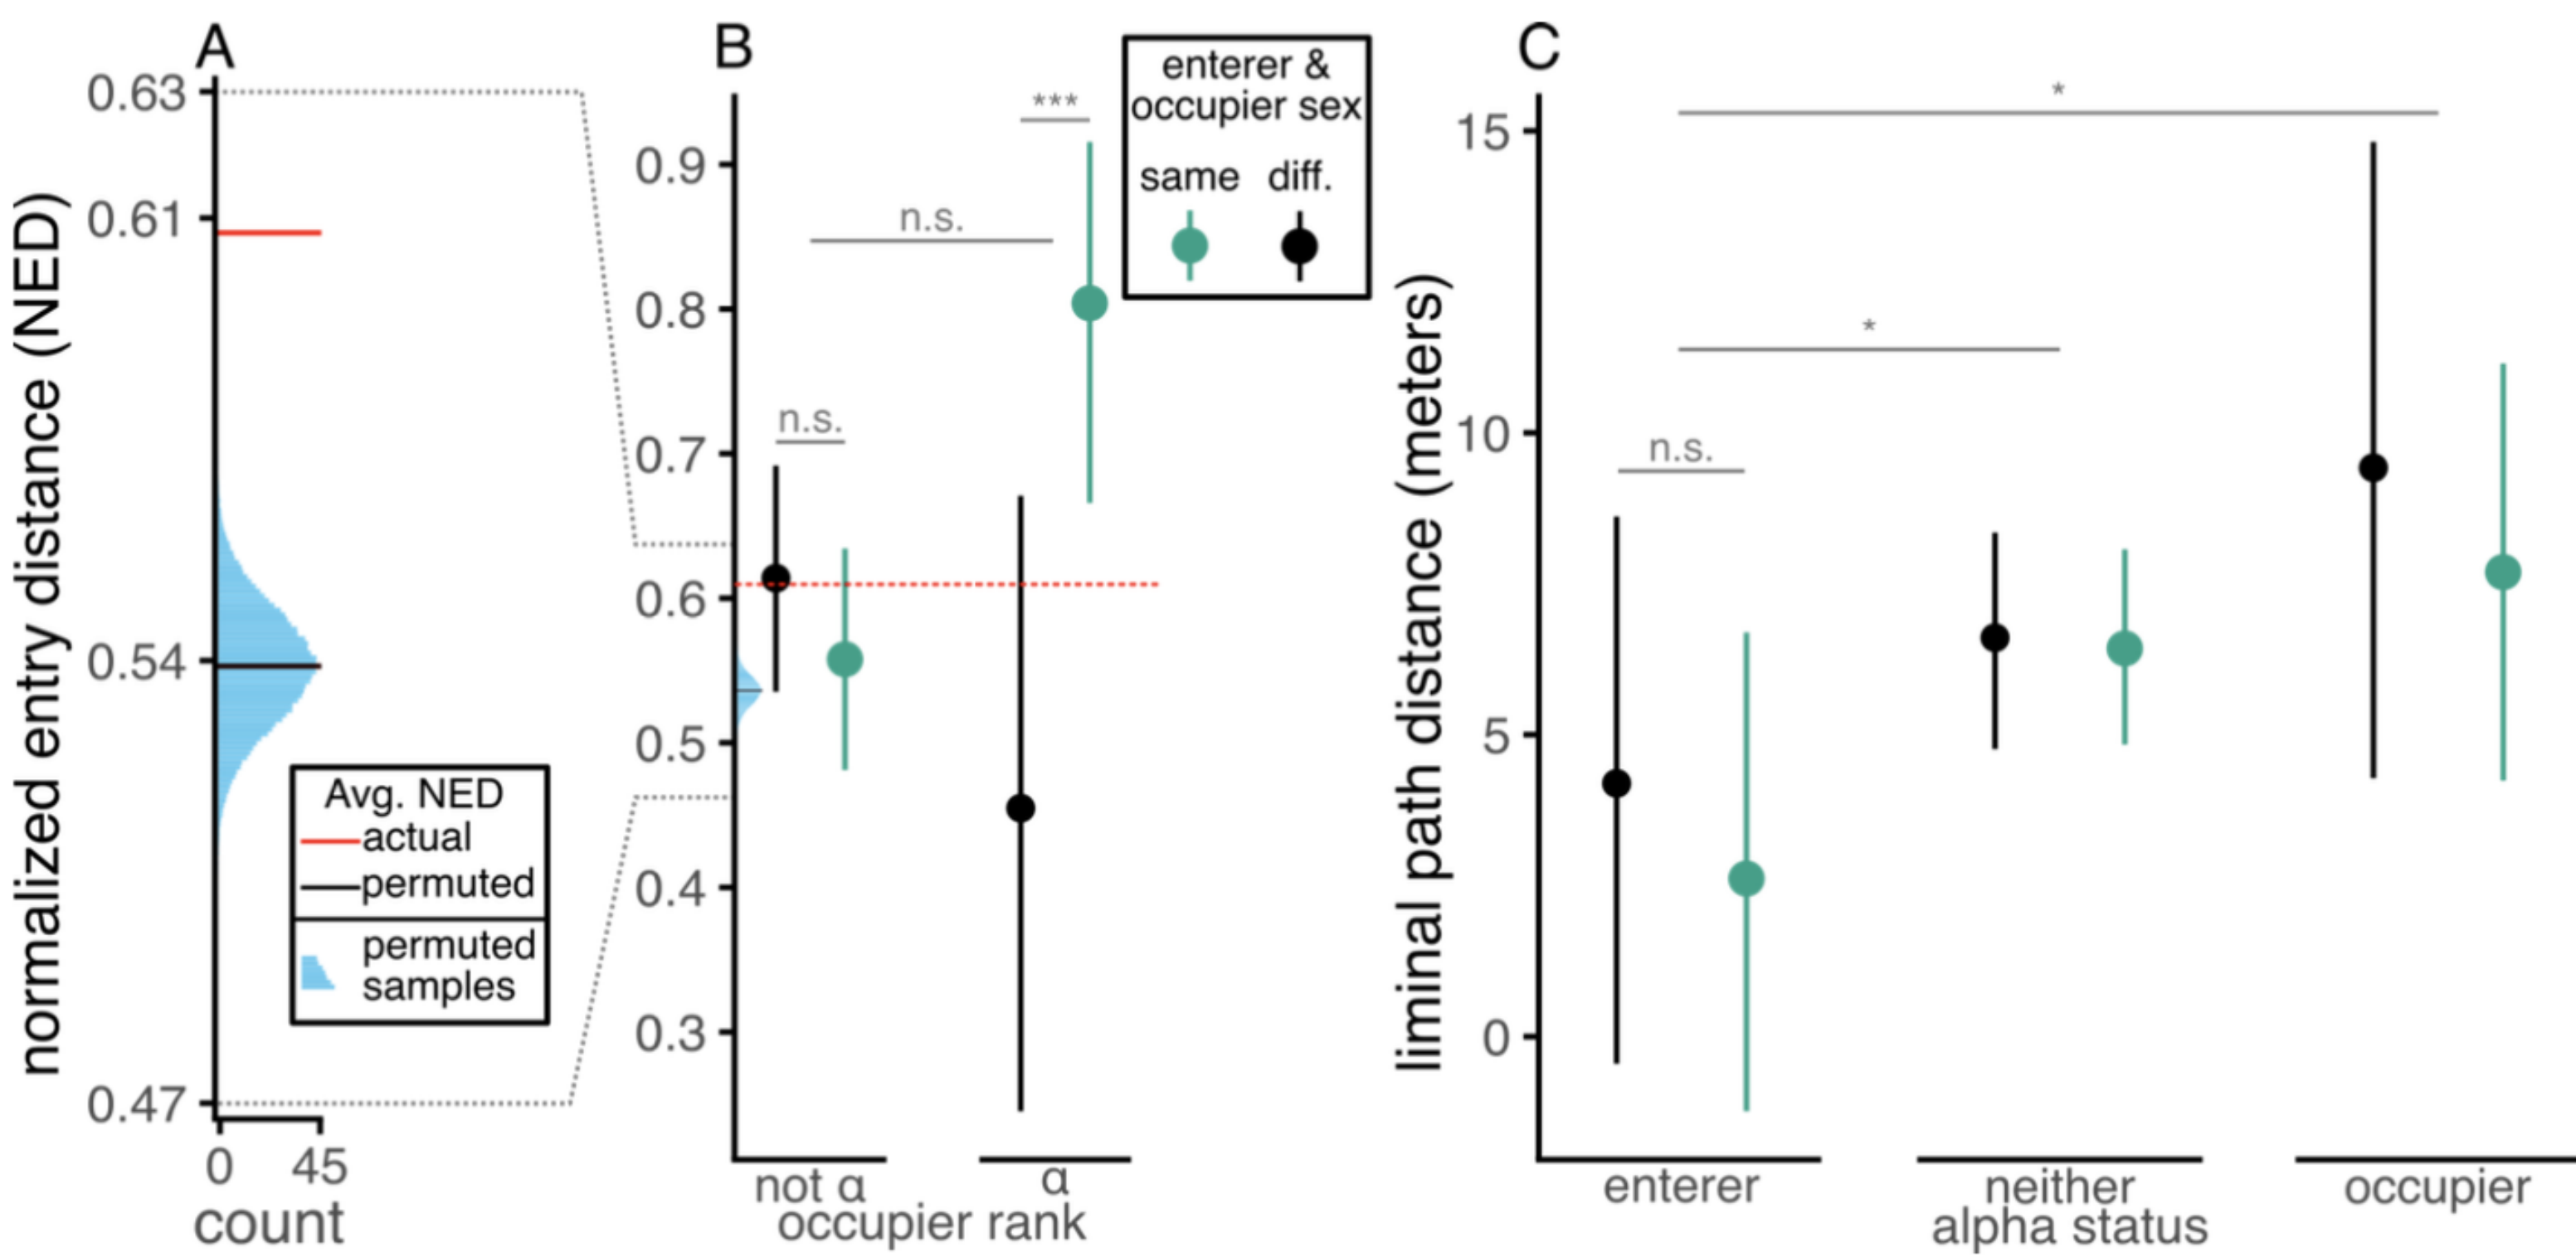 A
normalized entry distance (NED)
0.63
0.61
0.54
0.47
0 45
count
Avg. NED
actual
permuted
permuted
samples
B
0.9
0.8
0.7
0.6
0.5
0.4
0.3
n.s.
n.s.
***
enterer &
occupier sex
same diff.
not α α
occupier rank
C
liminal path distance (meters)
15
10
5
0
*
*
n.s.
enterer neither occupier
alpha status